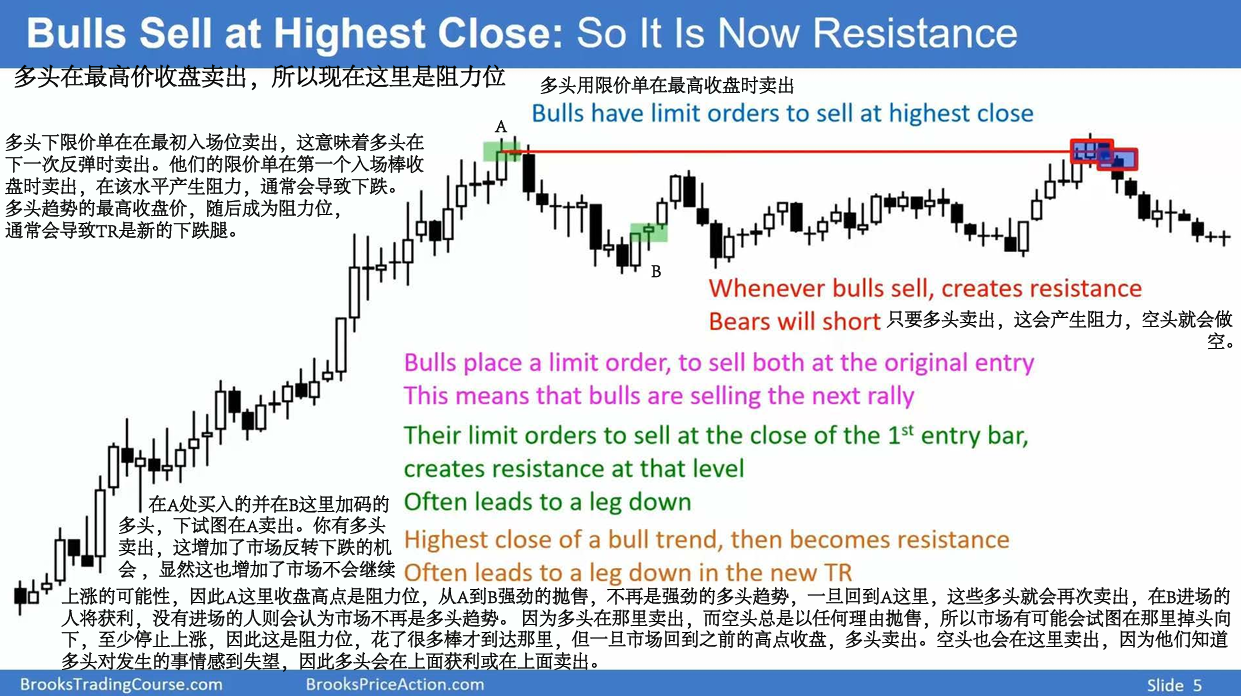 Bulls Sell at Highest Close: So It Is Now Resistance
多头在最高价收盘卖出，所以现在这里是阻力位
多头用限价单在最高收盘时卖出
Bulls have limit orders to sell at highest close
A
多头下限价单在在最初入场位卖出，这意味着多头在
下一次反弹时卖出。他们的限价单在第一个入场棒收
盘时卖出，在该水平产生阻力，通常会导致下跌。
多头趋势的最高收盘价，随后成为阻力位，
通常会导致TR是新的下跌腿。
B
Whenever bulls sell, creates resistance
Bears will short
只要多头卖出，这会产生阻力，空头就会做
空。
Bulls place a limit order, to sell both at the original entry
This means that bulls are selling the next rally
Their limit orders to sell at the close of the 1st entry bar,
creates resistance at that level
Often leads to a leg down
Highest close of a bull trend, then becomes resistance
Often leads to a leg down in the new TR
在A处买入的并在B这里加码的
多头，下试图在A卖出。你有多头
卖出，这增加了市场反转下跌的机
会，显然这也增加了市场不会继续
上涨的可能性，因此A这里收盘高点是阻力位，从A到B强劲的抛售，不再是强劲的多头趋势，一旦回到A这里，这些多头就会再次卖出，在B进场的
人将获利，没有进场的人则会认为市场不再是多头趋势。 因为多头在那里卖出，而空头总是以任何理由抛售，所以市场有可能会试图在那里掉头向
下，至少停止上涨，因此这是阻力位，花了很多棒才到达那里，但一旦市场回到之前的高点收盘，多头卖出。空头也会在这里卖出，因为他们知道
多头对发生的事情感到失望，因此多头会在上面获利或在上面卖出。
BrooksTradingCourse.com
BrooksPriceAction.com
Slide 5